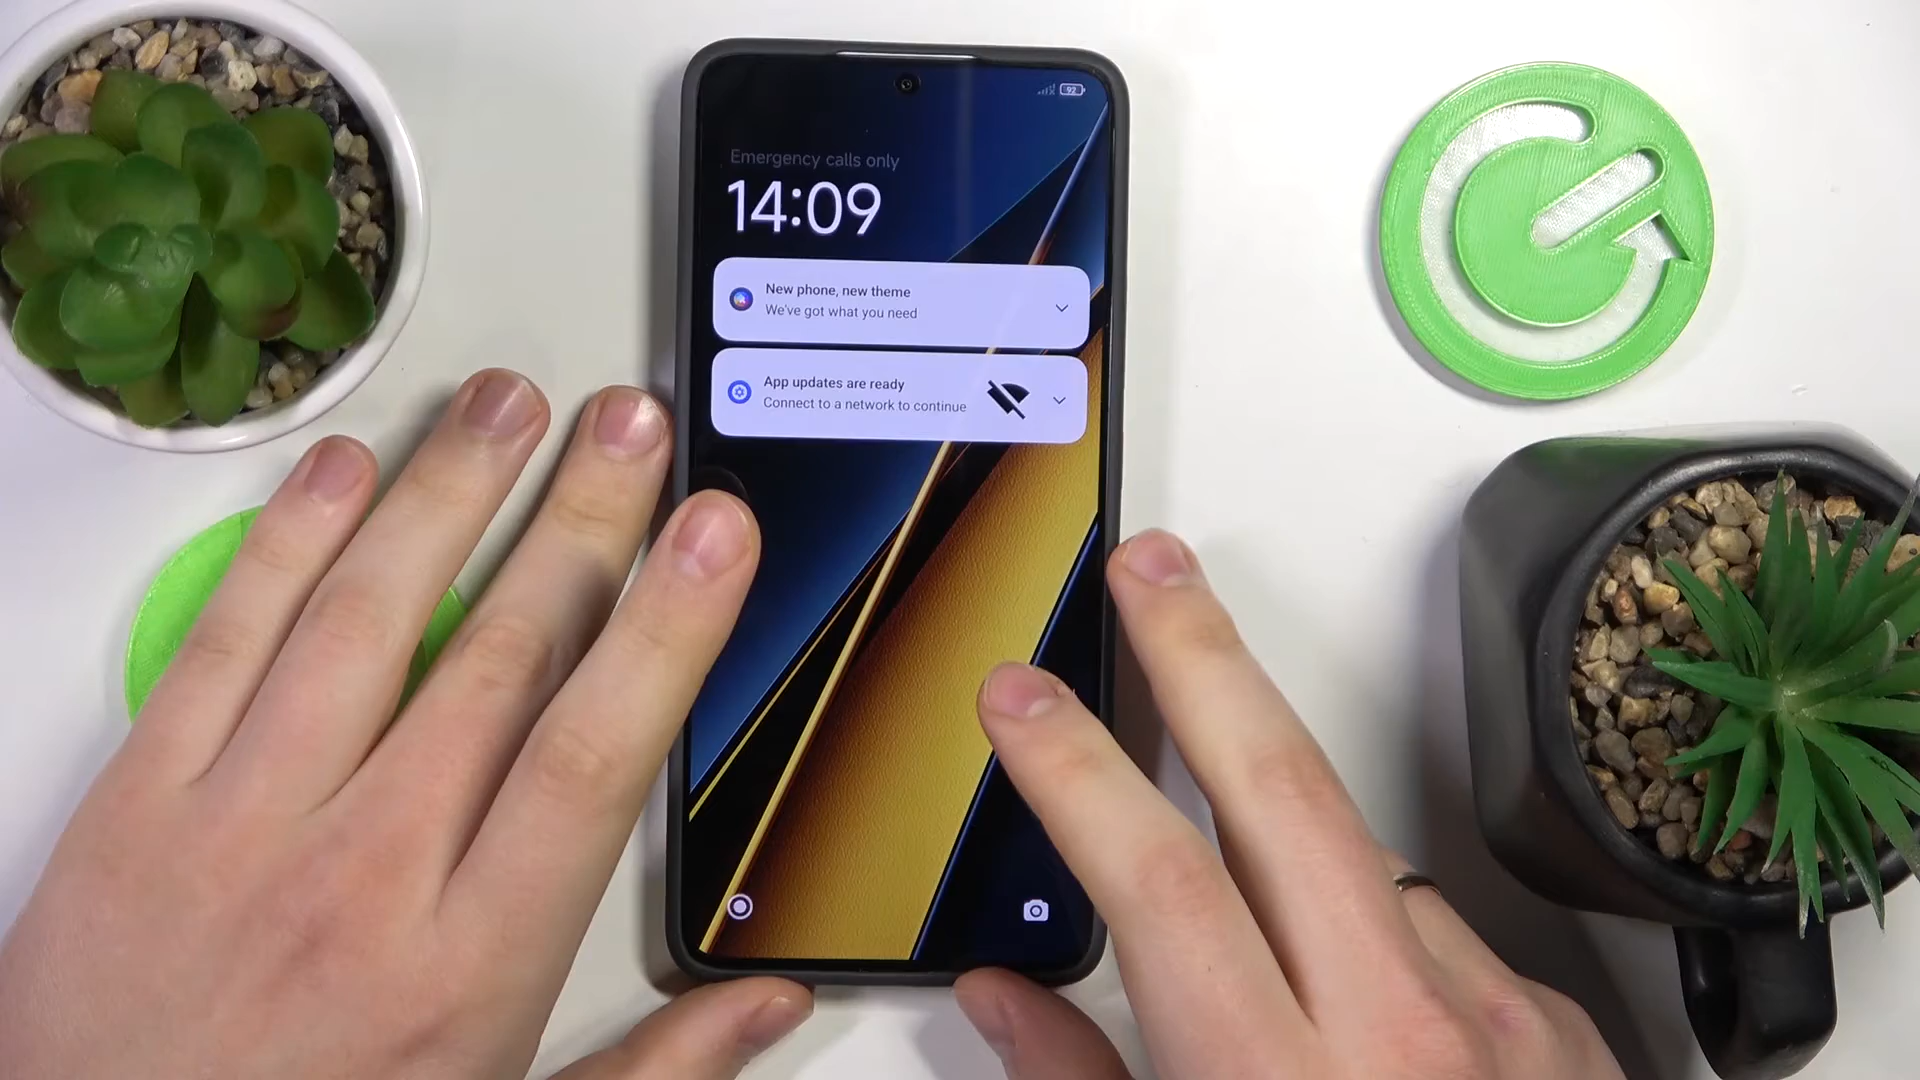 92
Emergency calls only
14:09
New phone, new theme
We've got what you need
App updates are ready
Connect to a network to continue